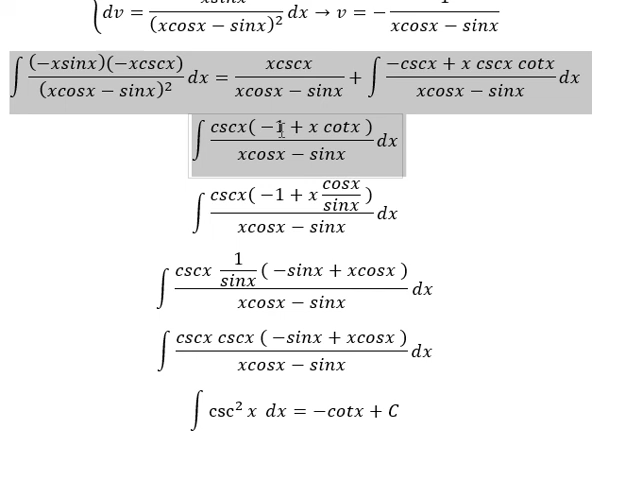 dv = xsinx/(xcosx − sinx)² dx → v = − 1/(xcosx − sinx)
∫ (−xsinx)(−xcscx)/(xcosx − sinx)² dx = xcscx/(xcosx − sinx) + ∫ (−cscx + x cscx cotx)/(xcosx − sinx) dx
∫ cscx(−1 + x cotx)/(xcosx − sinx) dx
∫ cscx(−1 + x cosx/sinx)/(xcosx − sinx) dx
∫ cscx 1/sinx (−sinx + xcosx)/(xcosx − sinx) dx
∫ cscx cscx (−sinx + xcosx)/(xcosx − sinx) dx
∫ csc² x dx = −cotx + C